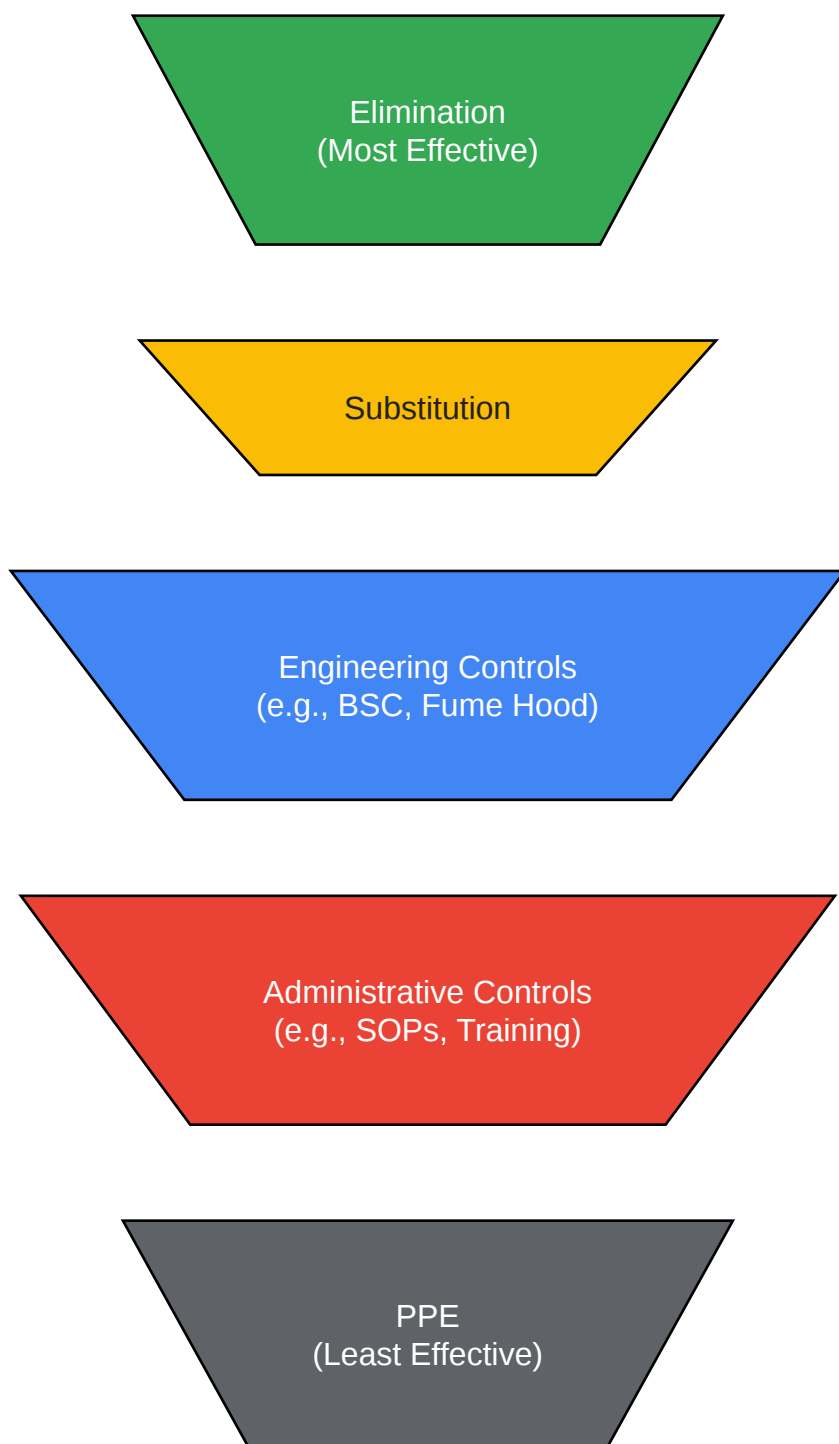 Elimination
(Most Effective)
Substitution
Engineering Controls
(e.g., BSC, Fume Hood)
Administrative Controls
(e.g., SOPs, Training)
PPE
(Least Effective)